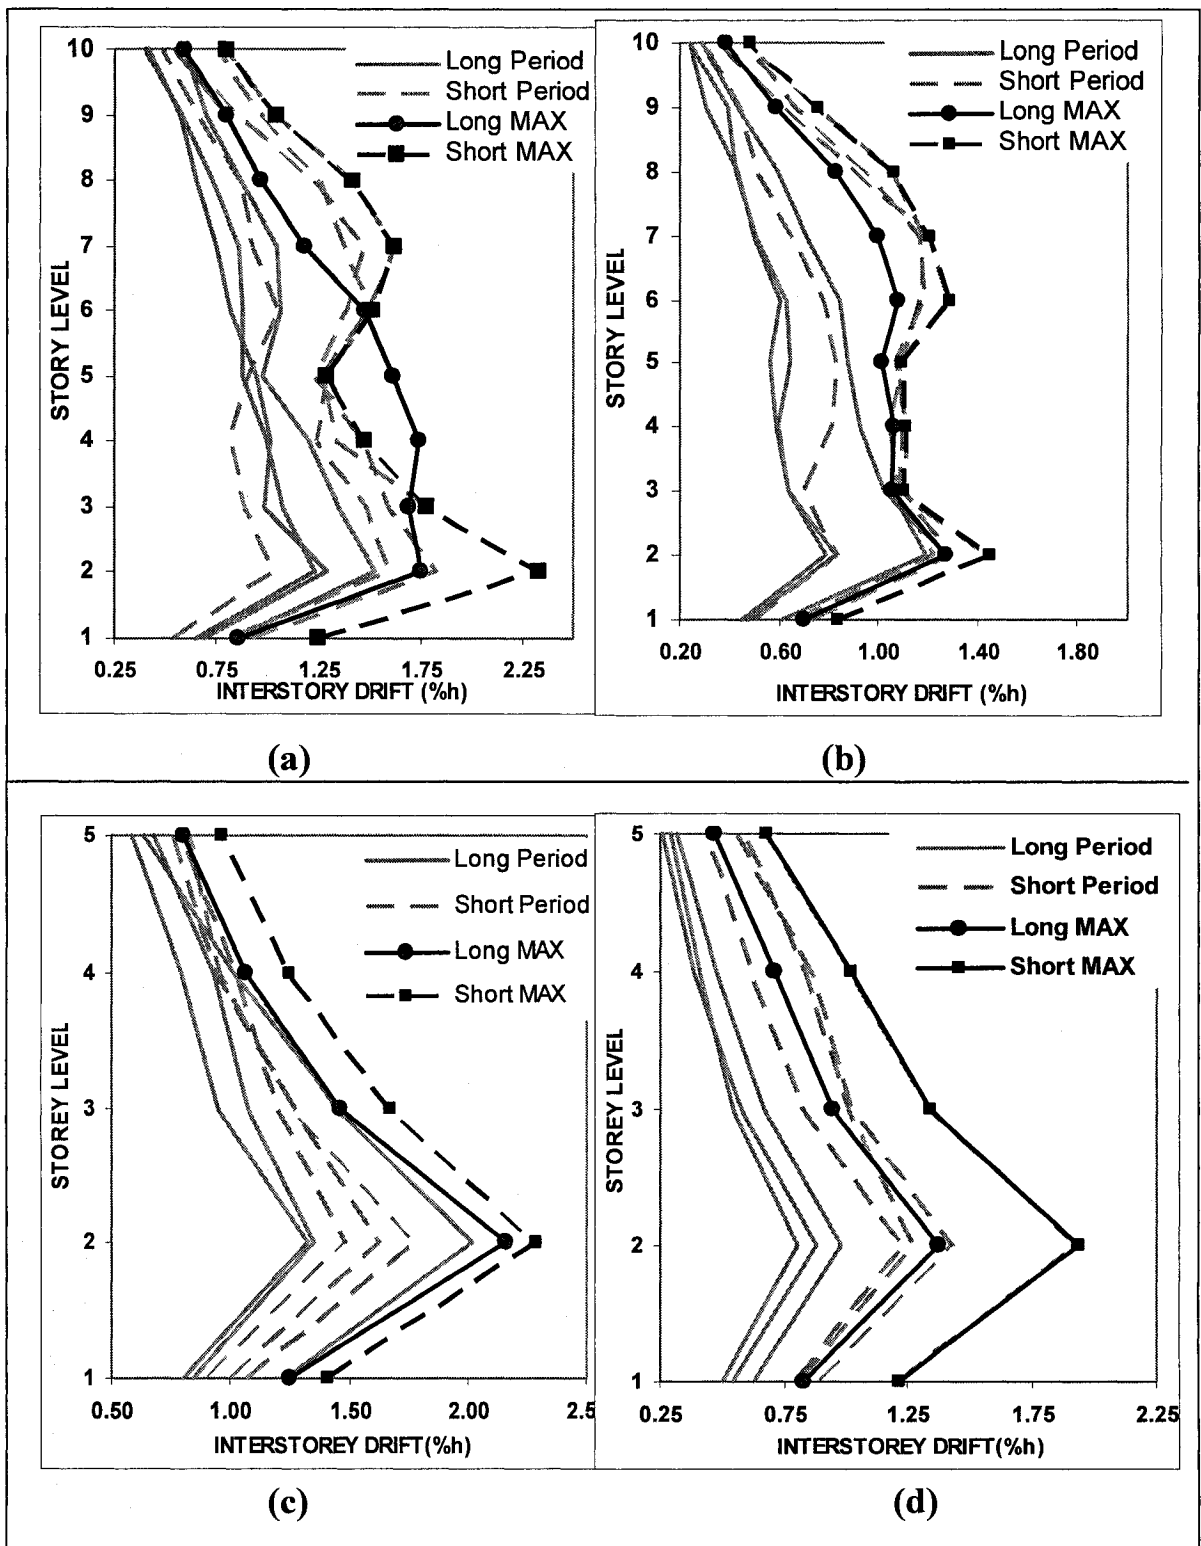 10
9
8
7
6
5
4
3
2
1
STORY LEVEL
Long Period
Short Period
Long MAX
Short MAX
0.25 0.75 1.25 1.75 2.25
INTERSTORY DRIFT (%h)
(a)
10
9
8
7
6
5
4
3
2
1
STORY LEVEL
Long Period
Short Period
Long MAX
Short MAX
0.20 0.60 1.00 1.40 1.80
INTERSTORY DRIFT (%h)
(b)
5
4
3
2
1
STOREY LEVEL
Long Period
Short Period
Long MAX
Short MAX
0.50 1.00 1.50 2.00 2.5
INTERSTOREY DRIFT(%h)
(c)
5
4
3
2
1
STOREY LEVEL
Long Period
Short Period
Long MAX
Short MAX
0.25 0.75 1.25 1.75 2.25
INTERSTOREY DRIFT(%h)
(d)